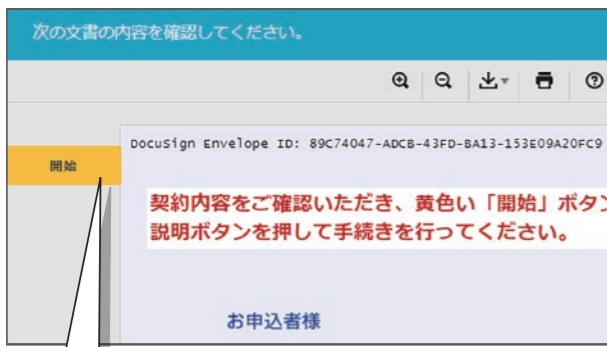 次の文書の内容を確認してください。
DocuSign Envelope ID: 89C74047-ADCB-43FD-BA13-153E09A20FC9
開始
契約内容をご確認いただき、黄色い「開始」ボタン
説明ボタンを押して手続きを行ってください。
お申込者様